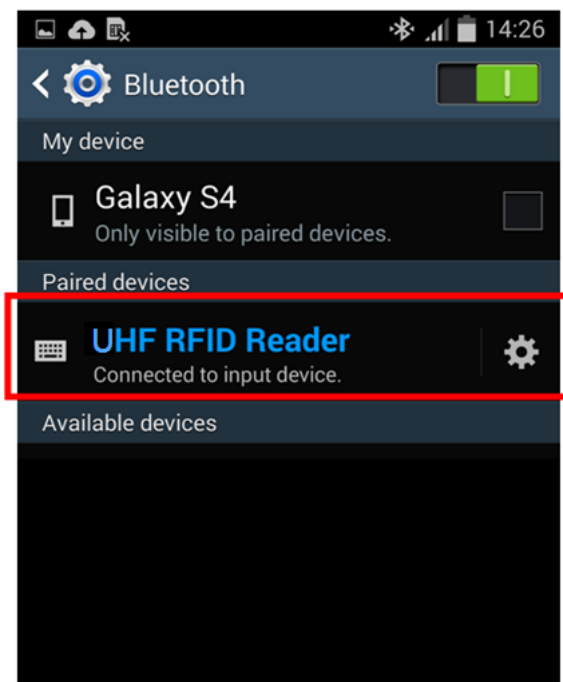 14:26
Bluetooth
My device
Galaxy S4
Only visible to paired devices.
Paired devices
UHF RFID Reader
Connected to input device.
Available devices